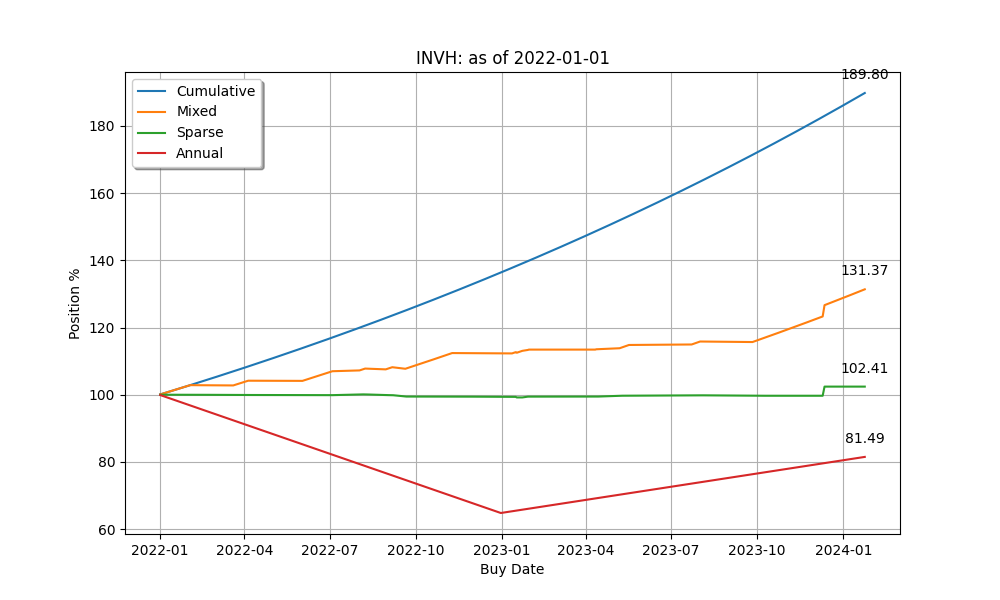 INVH: as of 2022-01-01
189.80
Cumulative
Mixed
Sparse
Annual
180
160
140
131.37
120
102.41
100
81.49
80
60
Position %
2022-01 2022-04 2022-07 2022-10 2023-01 2023-04 2023-07 2023-10 2024-01
Buy Date